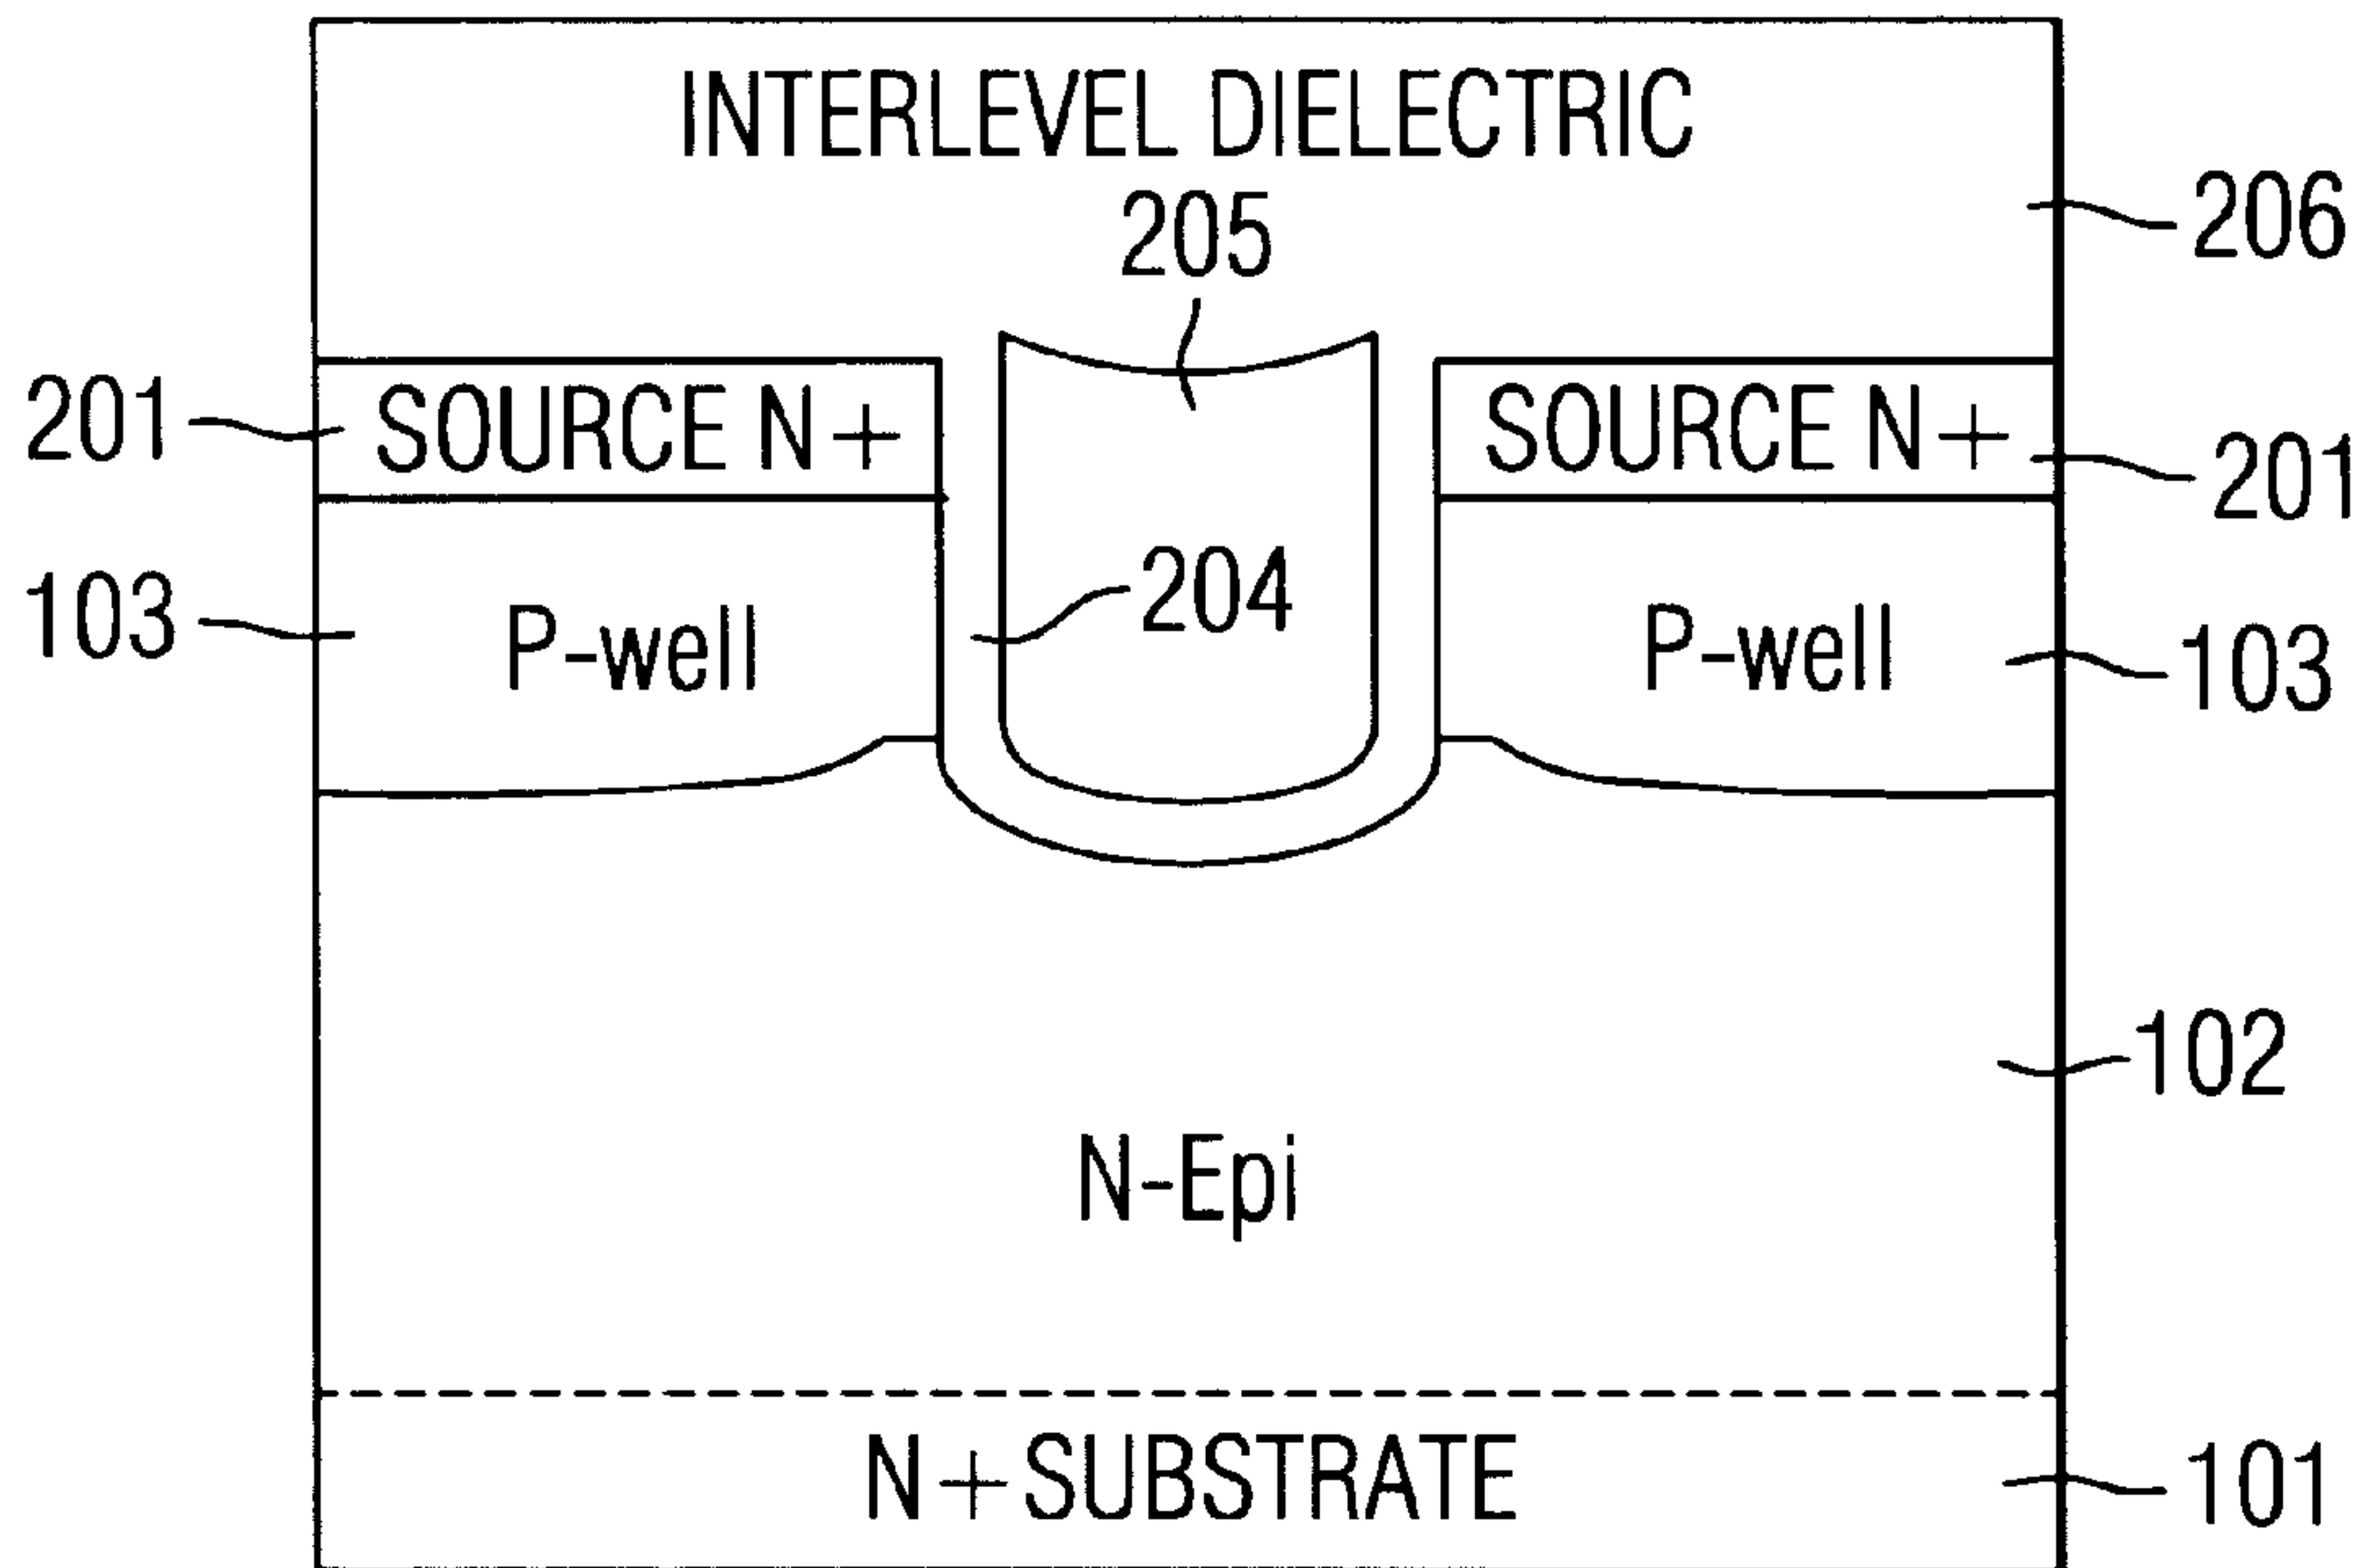 INTERLEVEL DIELECTRIC
205
206
201
SOURCE N+
SOURCE N+
201
103
P-well
204
P-well
103
102
N-Epi
N+SUBSTRATE
101